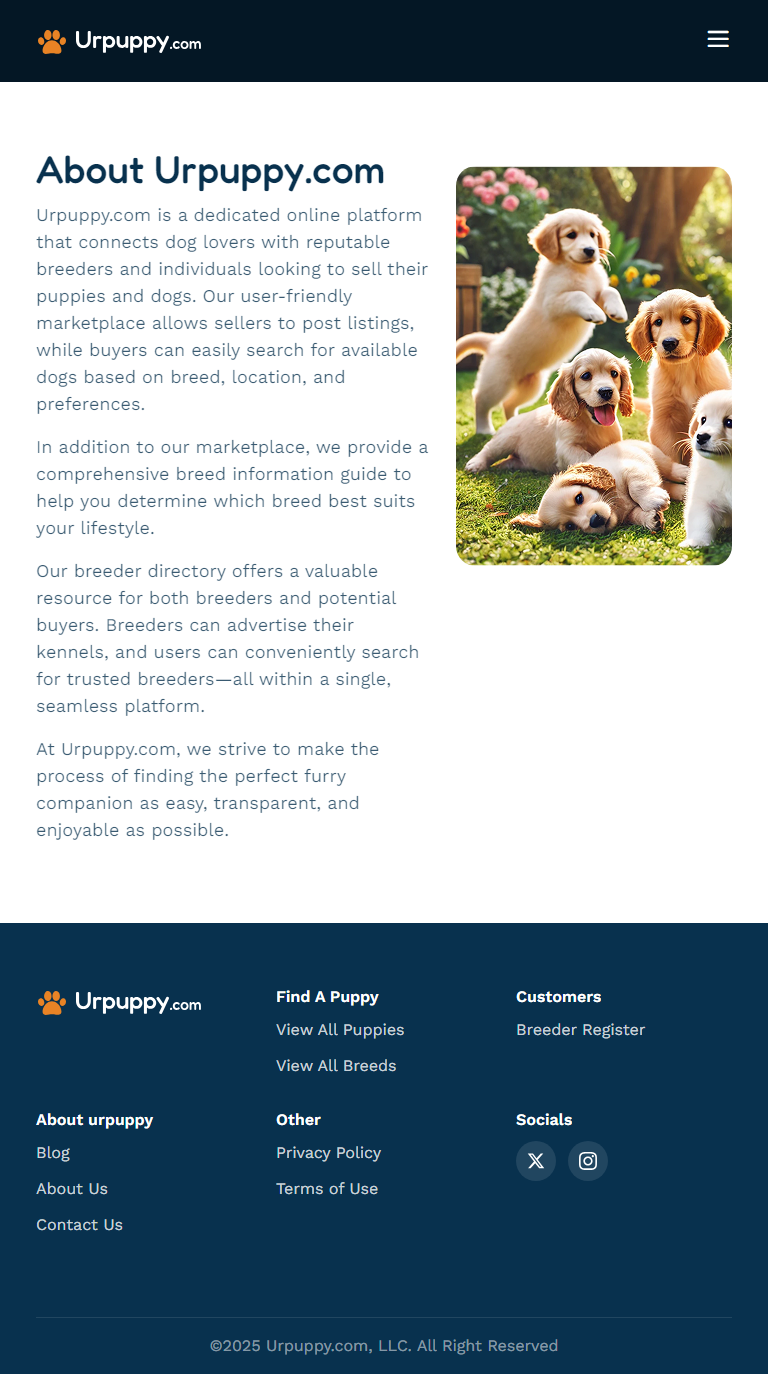 Urpuppy.com
About Urpuppy.com
Urpuppy.com is a dedicated online platform
that connects dog lovers with reputable
breeders and individuals looking to sell their
puppies and dogs. Our user-friendly
marketplace allows sellers to post listings,
while buyers can easily search for available
dogs based on breed, location, and
preferences.
In addition to our marketplace, we provide a
comprehensive breed information guide to
help you determine which breed best suits
your lifestyle.
Our breeder directory offers a valuable
resource for both breeders and potential
buyers. Breeders can advertise their
kennels, and users can conveniently search
for trusted breeders—all within a single,
seamless platform.
At Urpuppy.com, we strive to make the
process of finding the perfect furry
companion as easy, transparent, and
enjoyable as possible.
Urpuppy.com
Find A Puppy
View All Puppies
View All Breeds
Customers
Breeder Register
About urpuppy
Blog
About Us
Contact Us
Other
Privacy Policy
Terms of Use
Socials
©2025 Urpuppy.com, LLC. All Right Reserved